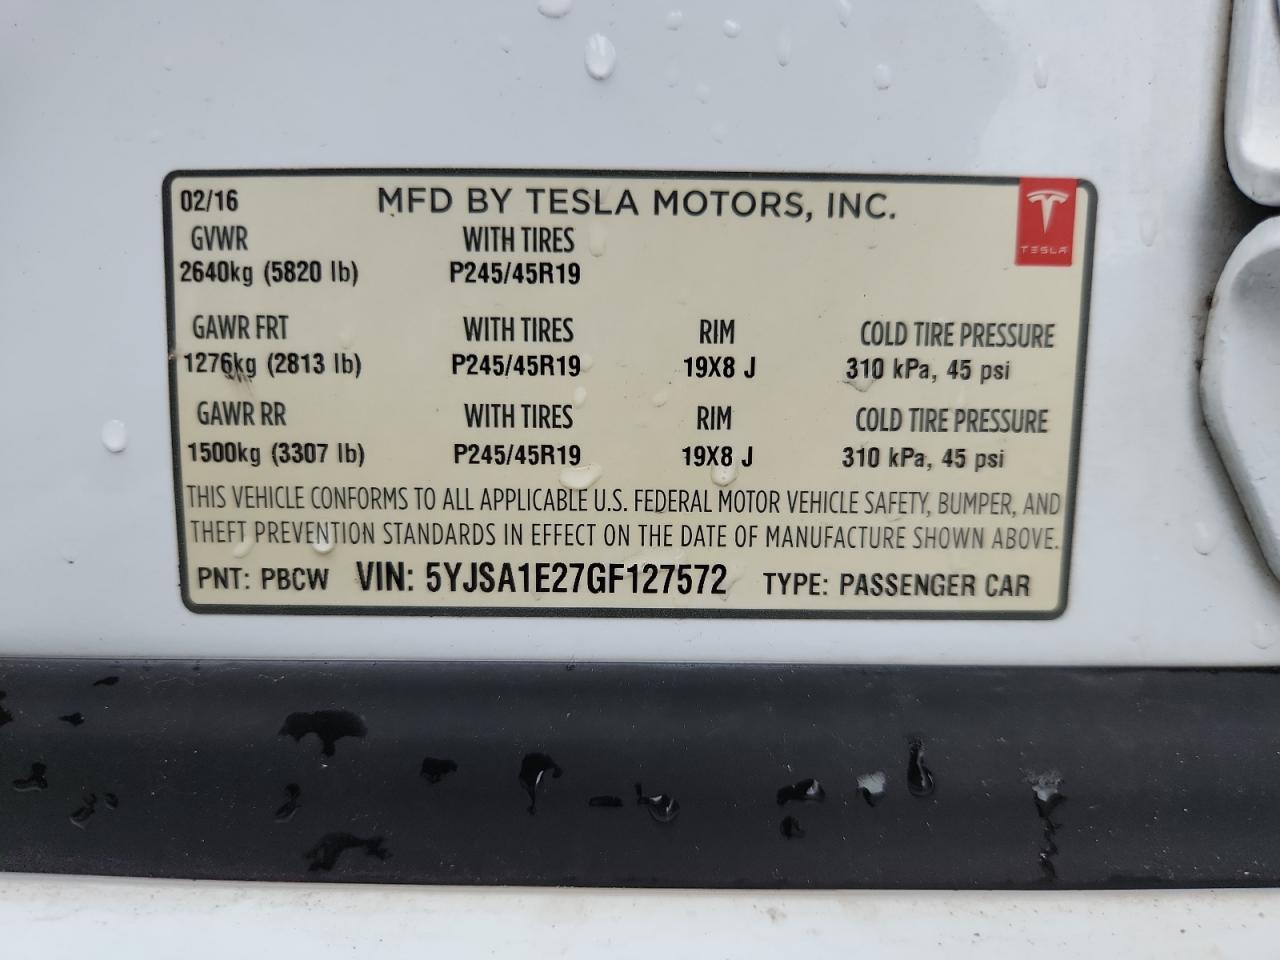 02/16 MFD BY TESLA MOTORS, INC.
TESLA
GVWR WITH TIRES
2640kg (5820 lb) P245/45R19
GAWR FRT WITH TIRES RIM COLD TIRE PRESSURE
1276kg (2813 lb) P245/45R19 19X8 J 310 kPa, 45 psi
GAWR RR WITH TIRES RIM COLD TIRE PRESSURE
1500kg (3307 lb) P245/45R19 19X8 J 310 kPa, 45 psi
THIS VEHICLE CONFORMS TO ALL APPLICABLE U.S. FEDERAL MOTOR VEHICLE SAFETY, BUMPER, AND
THEFT PREVENTION STANDARDS IN EFFECT ON THE DATE OF MANUFACTURE SHOWN ABOVE.
PNT: PBCW VIN: 5YJSA1E27GF127572 TYPE: PASSENGER CAR